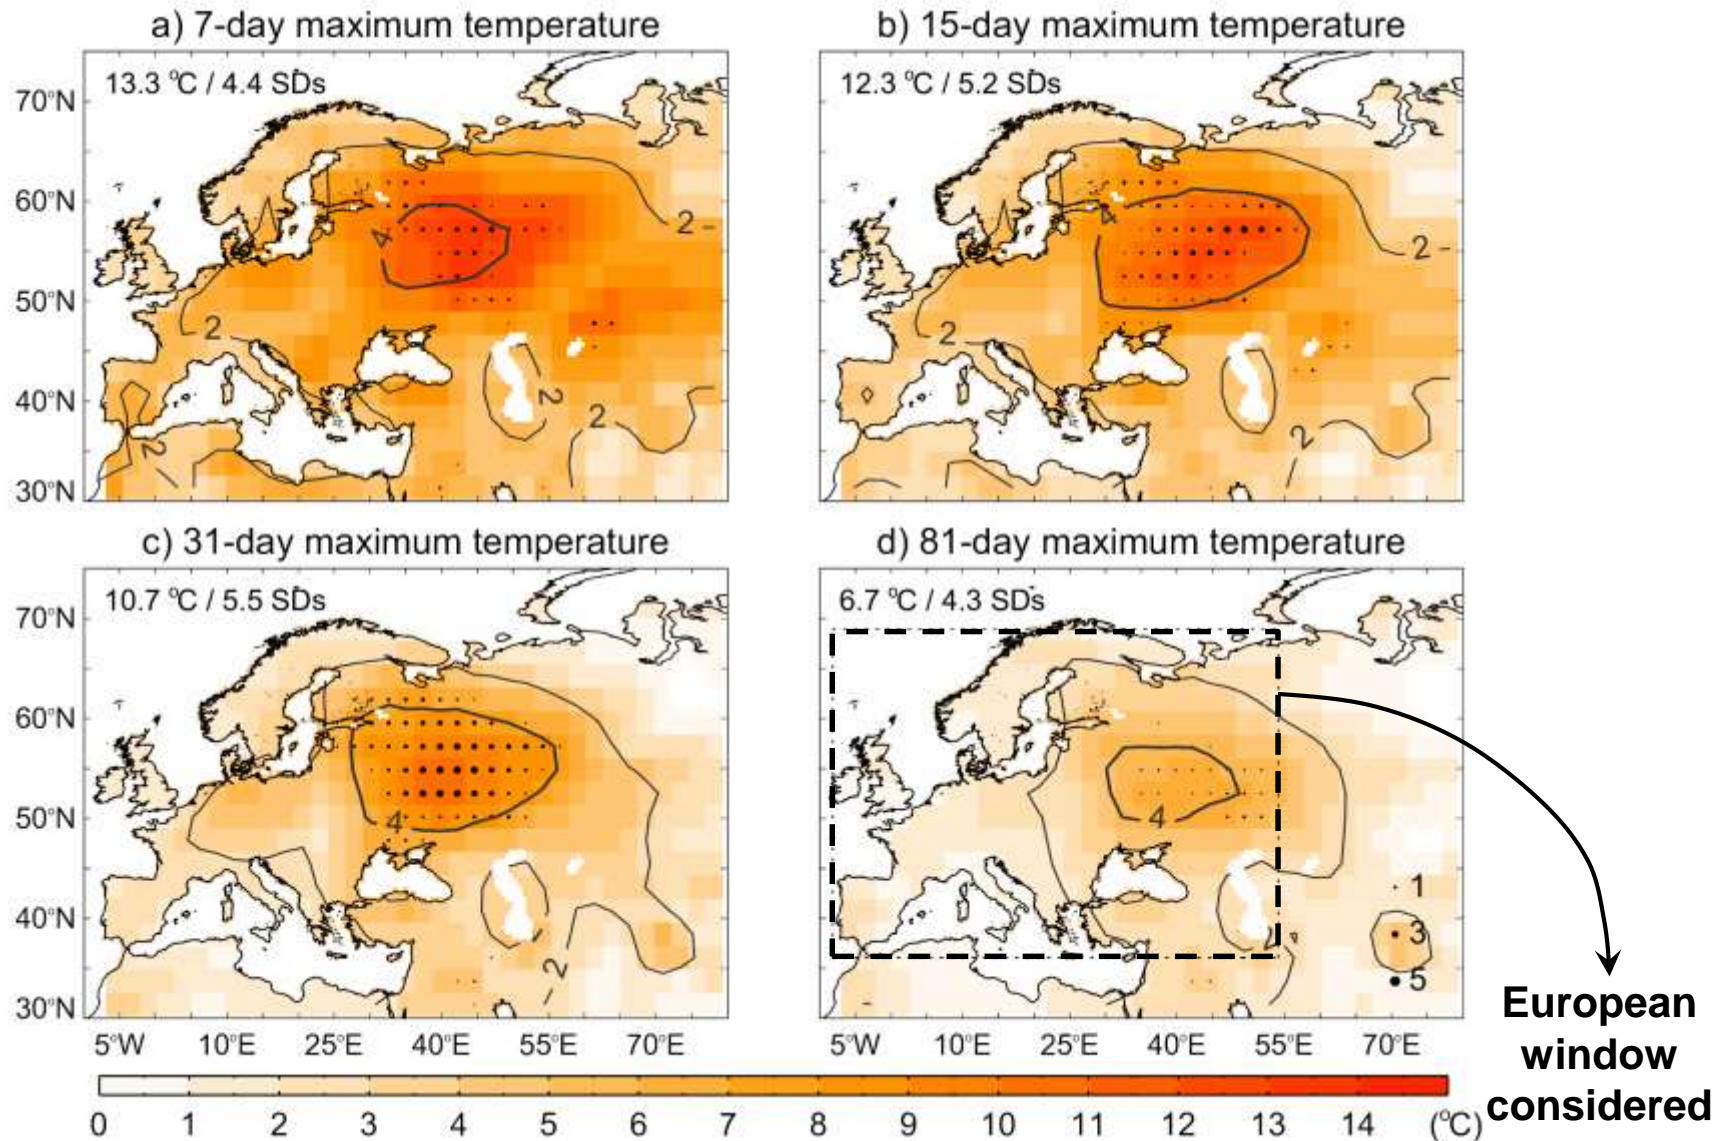 a) 7-day maximum temperature
13.3 °C / 4.4 SDs
70°N
60°N
50°N
40°N
30°N
4
2
2
2
2
2
b) 15-day maximum temperature
12.3 °C / 5.2 SDs
4
2
2
2
c) 31-day maximum temperature
10.7 °C / 5.5 SDs
70°N
60°N
50°N
40°N
30°N
4
2
5°W 10°E 25°E 40°E 55°E 70°E
d) 81-day maximum temperature
6.7 °C / 4.3 SDs
4
1
3
5
5°W 10°E 25°E 40°E 55°E 70°E
European
window
considered
0 1 2 3 4 5 6 7 8 9 10 11 12 13 14 (°C)